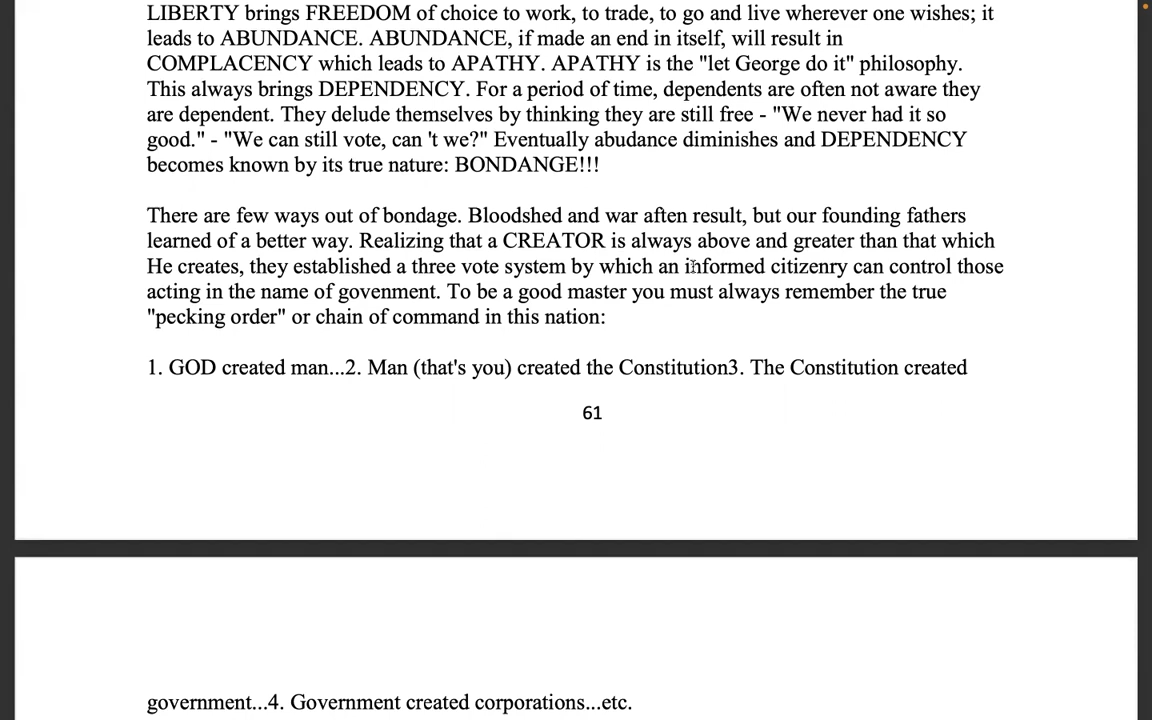 LIBERTY brings FREEDOM of choice to work, to trade, to go and live wherever one wishes; it
leads to ABUNDANCE. ABUNDANCE, if made an end in itself, will result in
COMPLACENCY which leads to APATHY. APATHY is the "let George do it" philosophy.
This always brings DEPENDENCY. For a period of time, dependents are often not aware they
are dependent. They delude themselves by thinking they are still free - "We never had it so
good." - "We can still vote, can 't we?" Eventually abudance diminishes and DEPENDENCY
becomes known by its true nature: BONDANGE!!!
There are few ways out of bondage. Bloodshed and war aften result, but our founding fathers
learned of a better way. Realizing that a CREATOR is always above and greater than that which
He creates, they established a three vote system by which an informed citizenry can control those
acting in the name of govenment. To be a good master you must always remember the true
"pecking order" or chain of command in this nation:
1. GOD created man...2. Man (that's you) created the Constitution3. The Constitution created
61
government...4. Government created corporations...etc.